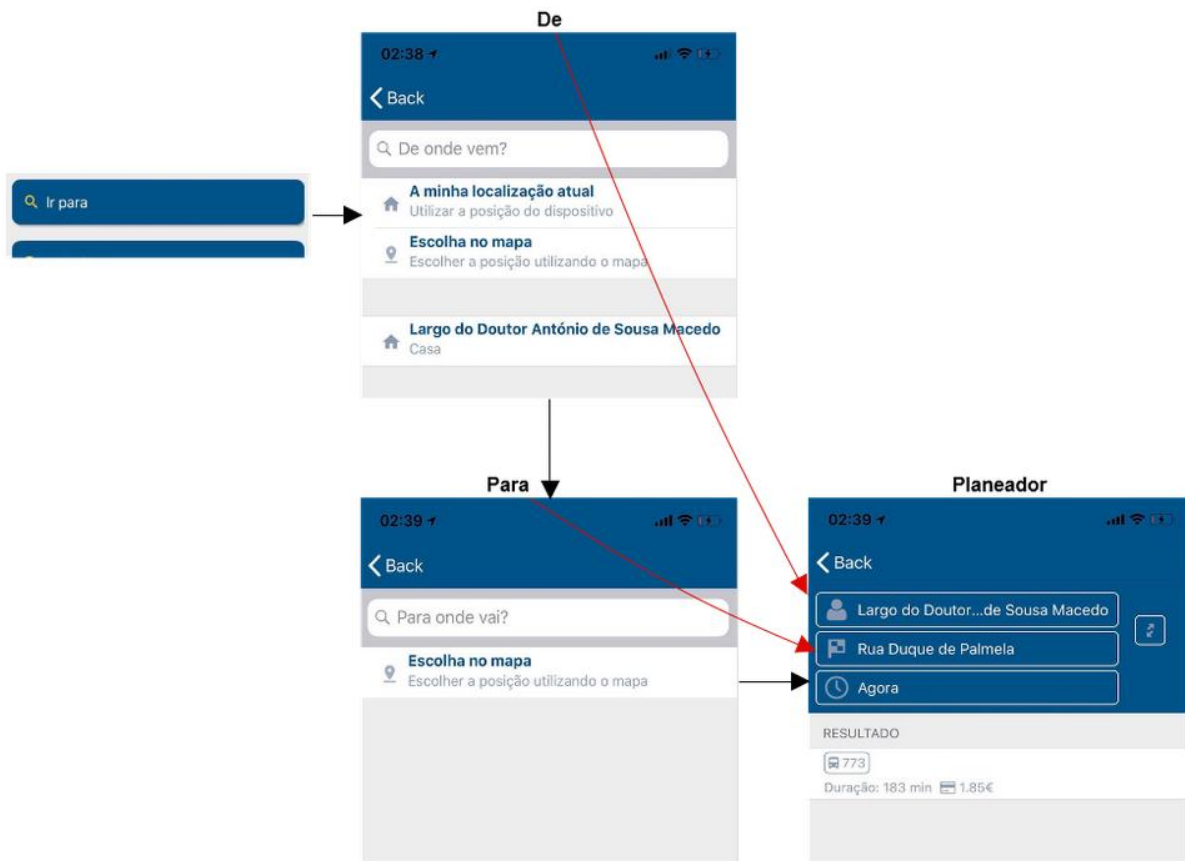 De
02:38
Back
De onde vem?
A minha localização atual
Utilizar a posição do dispositivo
Escolha no mapa
Escolher a posição utilizando o mapa
Largo do Doutor António de Sousa Macedo
Casa
Ir para
Para
02:39
Back
Para onde vai?
Escolha no mapa
Escolher a posição utilizando o mapa
Planeador
02:39
Back
Largo do Doutor...de Sousa Macedo
Rua Duque de Palmela
Agora
RESULTADO
773
Duração: 183 min 1.85€